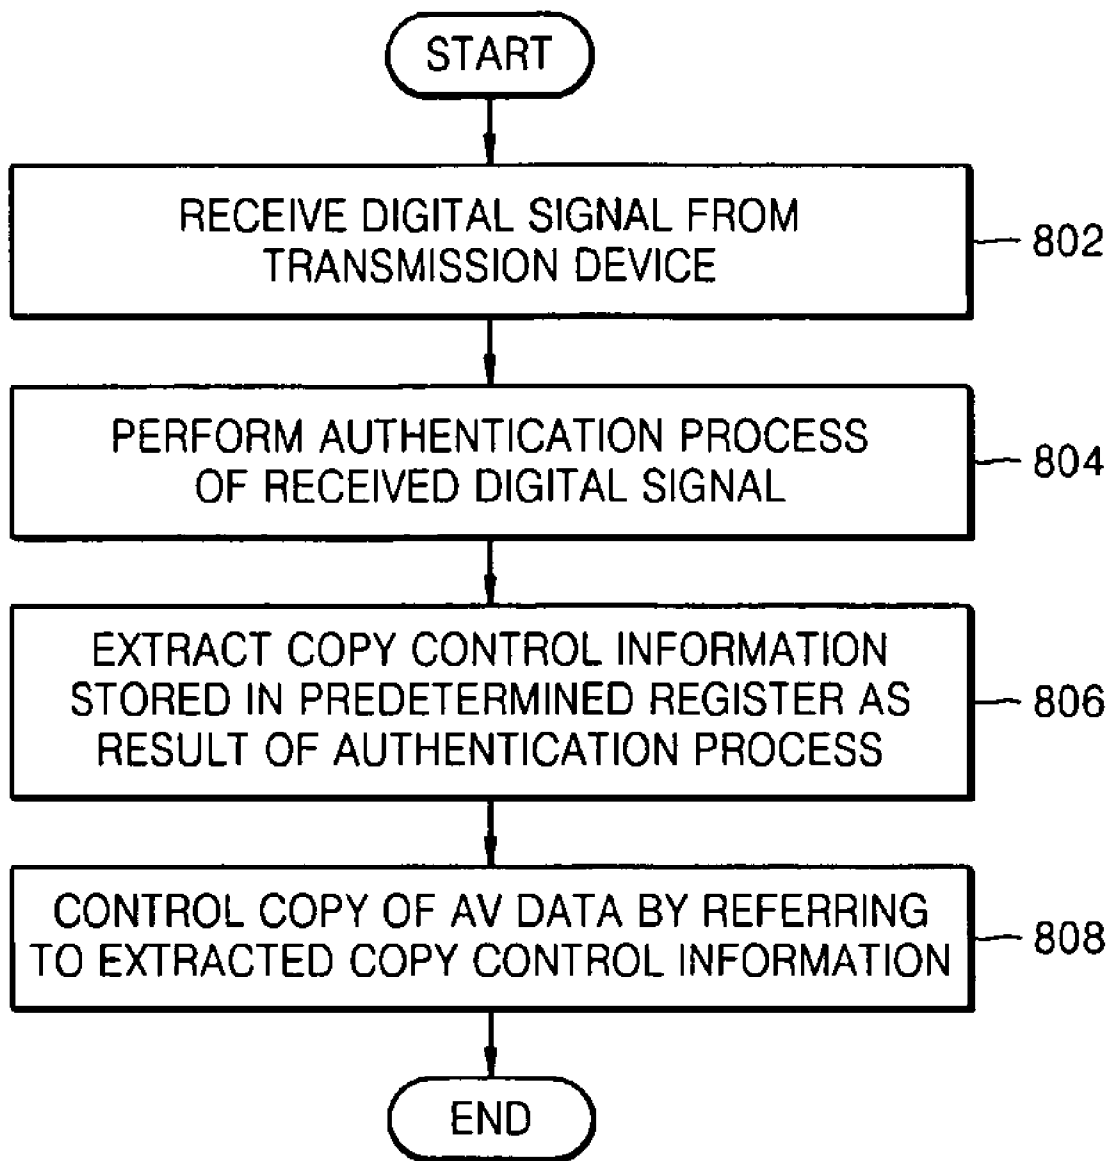 START
RECEIVE DIGITAL SIGNAL FROM
TRANSMISSION DEVICE
802
PERFORM AUTHENTICATION PROCESS
OF RECEIVED DIGITAL SIGNAL
804
EXTRACT COPY CONTROL INFORMATION
STORED IN PREDETERMINED REGISTER AS
RESULT OF AUTHENTICATION PROCESS
806
CONTROL COPY OF AV DATA BY REFERRING
TO EXTRACTED COPY CONTROL INFORMATION
808
END